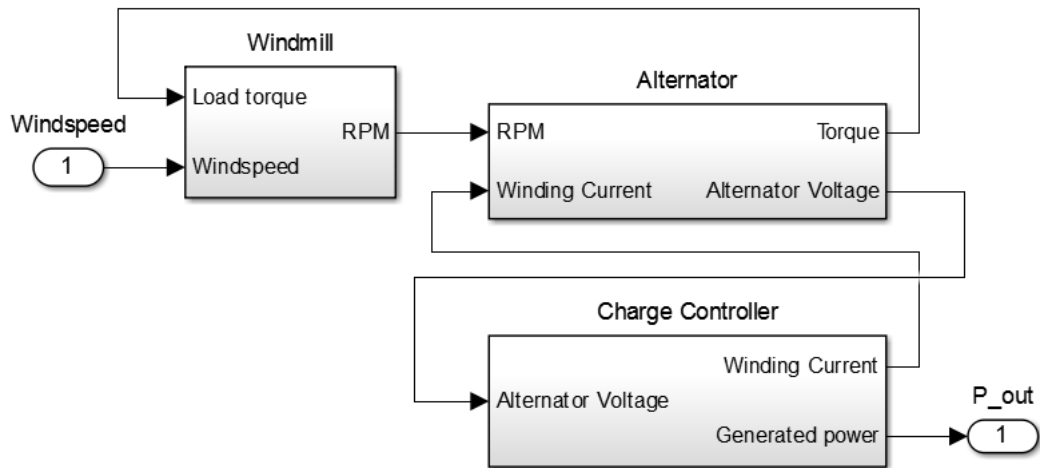 Windmill
Load torque
RPM
Windspeed
Windspeed
1
Alternator
RPM
Torque
Winding Current
Alternator Voltage
Charge Controller
Winding Current
Alternator Voltage
Generated power
P_out
1